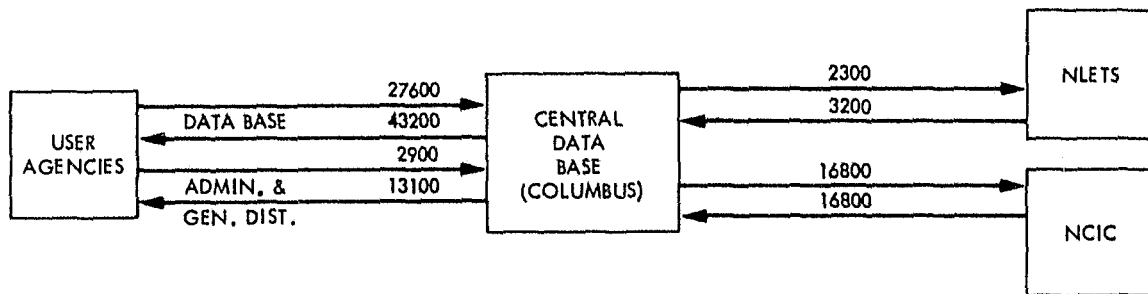 USER
AGENCIES
27600
DATA BASE 43200
2900
ADMIN. & 13100
GEN. DIST.
CENTRAL
DATA
BASE
(COLUMBUS)
2300
3200
16800
16800
NLETS
NCIC